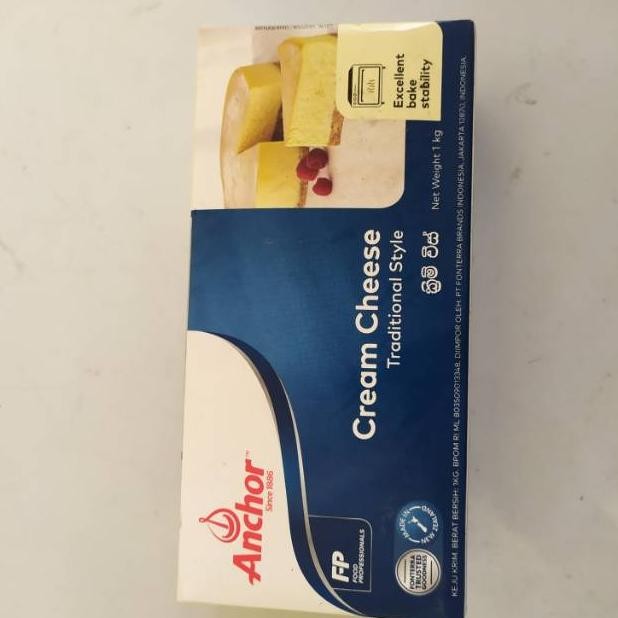 Anchor™
Since 1886
FP
FOOD
PROFESSIONALS
Cream Cheese
Traditional Style
ක්‍රීම් චීස්
Net Weight 1 kg
Excellent
bake
stability
MADE IN
NEW ZEALAND
FONTERRA
TRUSTED
GOODNESS
KEJU KRIM. BERAT BERSIH: 1KG. BPOM RI ML 803509013348. DIIMPOR OLEH: PT FONTERRA BRANDS INDONESIA, JAKARTA 12870, INDONESIA.